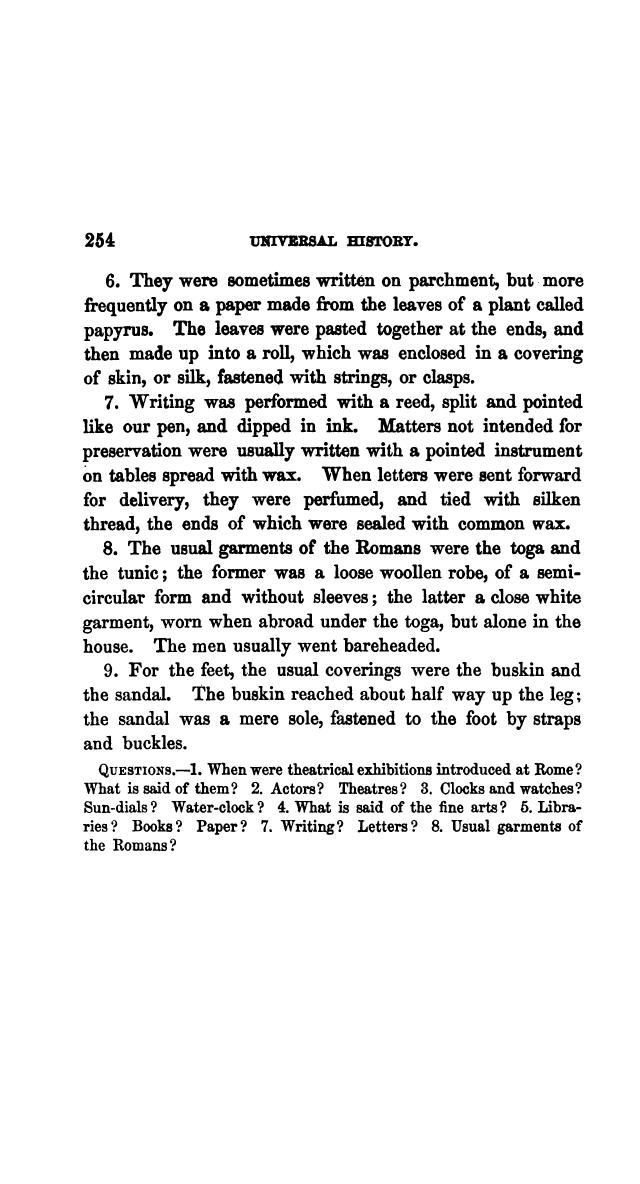 254 UNIVERSAL HISTORY.
6. They were sometimes written on parchment, but more
frequently on a paper made from the leaves of a plant called
papyrus. The leaves were pasted together at the ends, and
then made up into a roll, which was enclosed in a covering
of skin, or silk, fastened with strings, or clasps.
7. Writing was performed with a reed, split and pointed
like our pen, and dipped in ink. Matters not intended for
preservation were usually written with a pointed instrument
on tables spread with wax. When letters were sent forward
for delivery, they were perfumed, and tied with silken
thread, the ends of which were sealed with common wax.
8. The usual garments of the Romans were the toga and
the tunic; the former was a loose woollen robe, of a semi-
circular form and without sleeves; the latter a close white
garment, worn when abroad under the toga, but alone in the
house. The men usually went bareheaded.
9. For the feet, the usual coverings were the buskin and
the sandal. The buskin reached about half way up the leg;
the sandal was a mere sole, fastened to the foot by straps
and buckles.
QUESTIONS.—1. When were theatrical exhibitions introduced at Rome?
What is said of them? 2. Actors? Theatres? 3. Clocks and watches?
Sun-dials? Water-clock? 4. What is said of the fine arts? 5. Libra-
ries? Books? Paper? 7. Writing? Letters? 8. Usual garments of
the Romans?